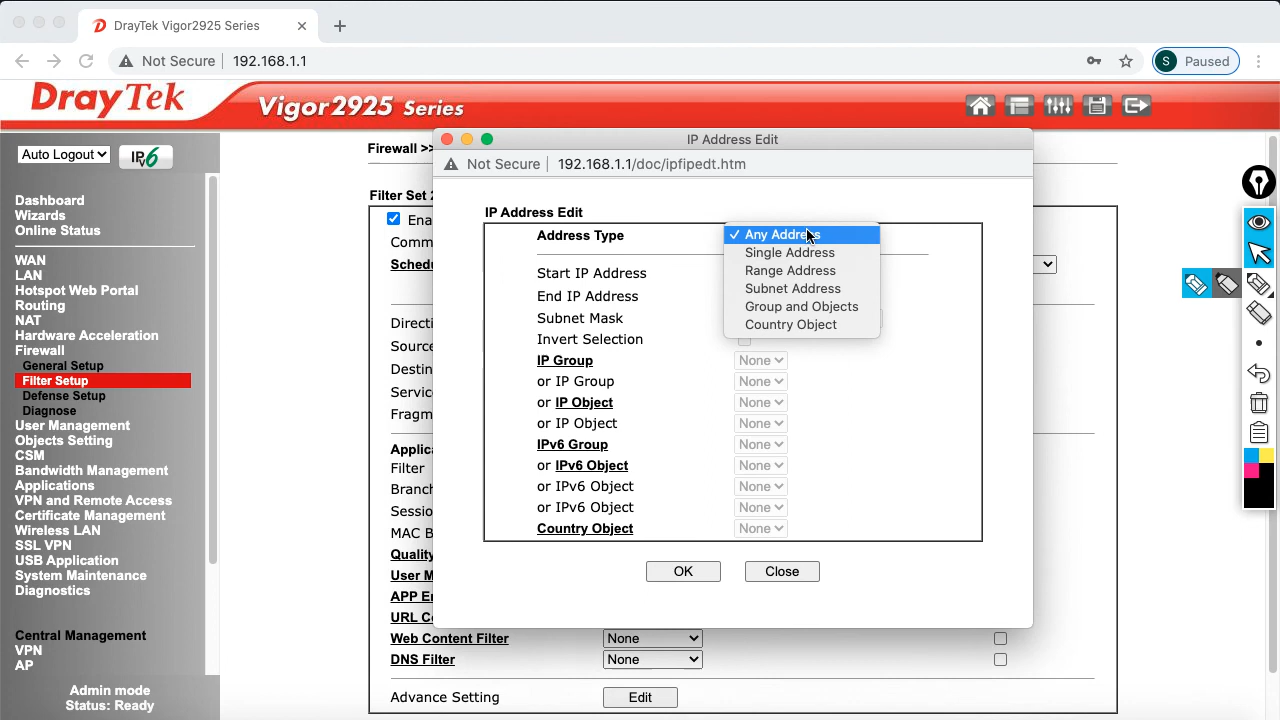 DrayTek Vigor2925 Series
Not Secure
192.168.1.1
S Paused
DrayTek
Vigor2925 Series
Auto Logout
IPv6
Dashboard
Wizards
Online Status
WAN
LAN
Hotspot Web Portal
Routing
NAT
Hardware Acceleration
Firewall
General Setup
Filter Setup
Defense Setup
Diagnose
User Management
Objects Setting
CSM
Bandwidth Management
Applications
VPN and Remote Access
Certificate Management
Wireless LAN
SSL VPN
USB Application
System Maintenance
Diagnostics
Central Management
VPN
AP
Admin mode
Status: Ready
Firewall >>
Filter Set
Ena
Comm
Schedu
Directi
Source
Destin
Servic
Fragm
Applica
Filter
Branch
Sessio
MAC B
Quality
User M
APP En
URL Co
Web Content Filter
None
DNS Filter
None
Advance Setting
Edit
IP Address Edit
Not Secure
192.168.1.1/doc/ipfipedt.htm
IP Address Edit
Address Type
Any Address
Single Address
Range Address
Subnet Address
Group and Objects
Country Object
Start IP Address
End IP Address
Subnet Mask
Invert Selection
IP Group
None
or IP Group
None
or IP Object
None
or IP Object
None
IPv6 Group
None
or IPv6 Object
None
or IPv6 Object
None
or IPv6 Object
None
Country Object
None
OK
Close